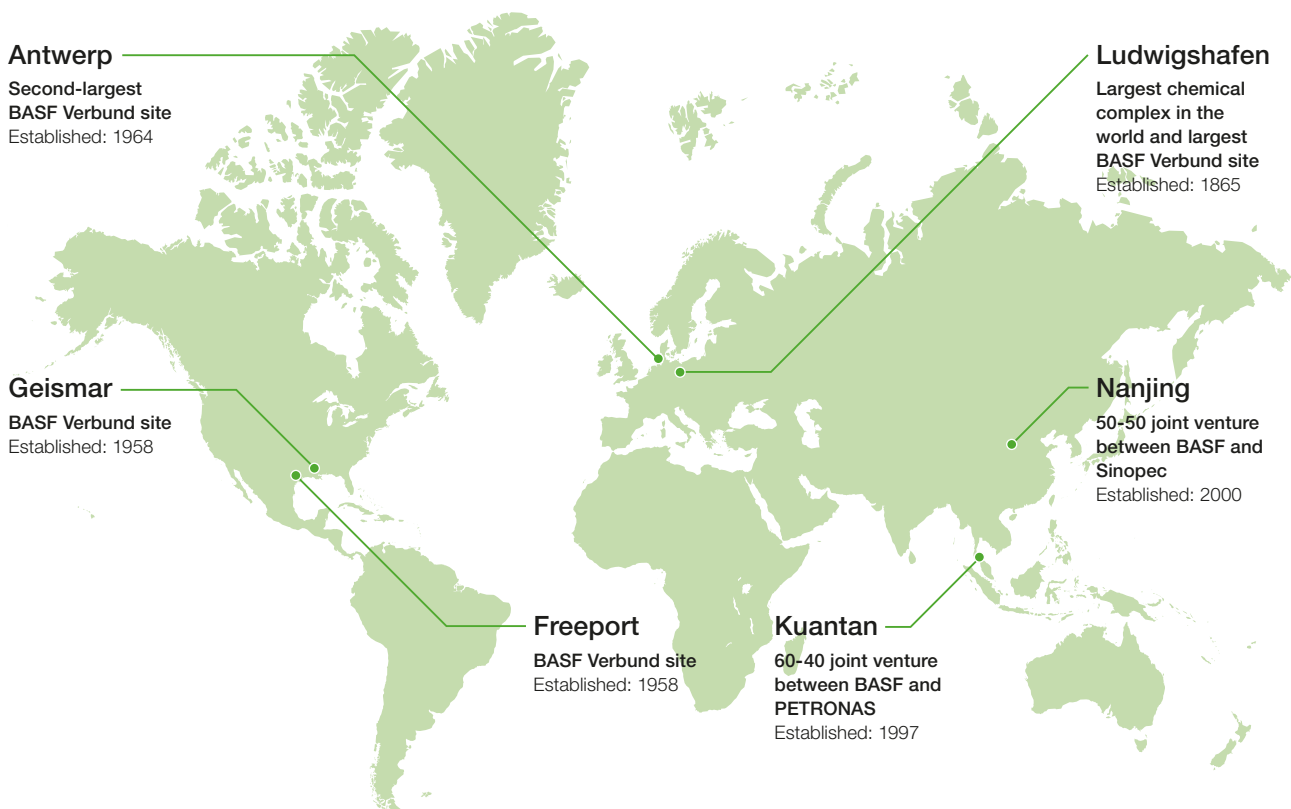 Antwerp
Second-largest
BASF Verbund site
Established: 1964
Ludwigshafen
Largest chemical
complex in the
world and largest
BASF Verbund site
Established: 1865
Geismar
BASF Verbund site
Established: 1958
Nanjing
50-50 joint venture
between BASF and
Sinopec
Established: 2000
Freeport
BASF Verbund site
Established: 1958
Kuantan
60-40 joint venture
between BASF and
PETRONAS
Established: 1997